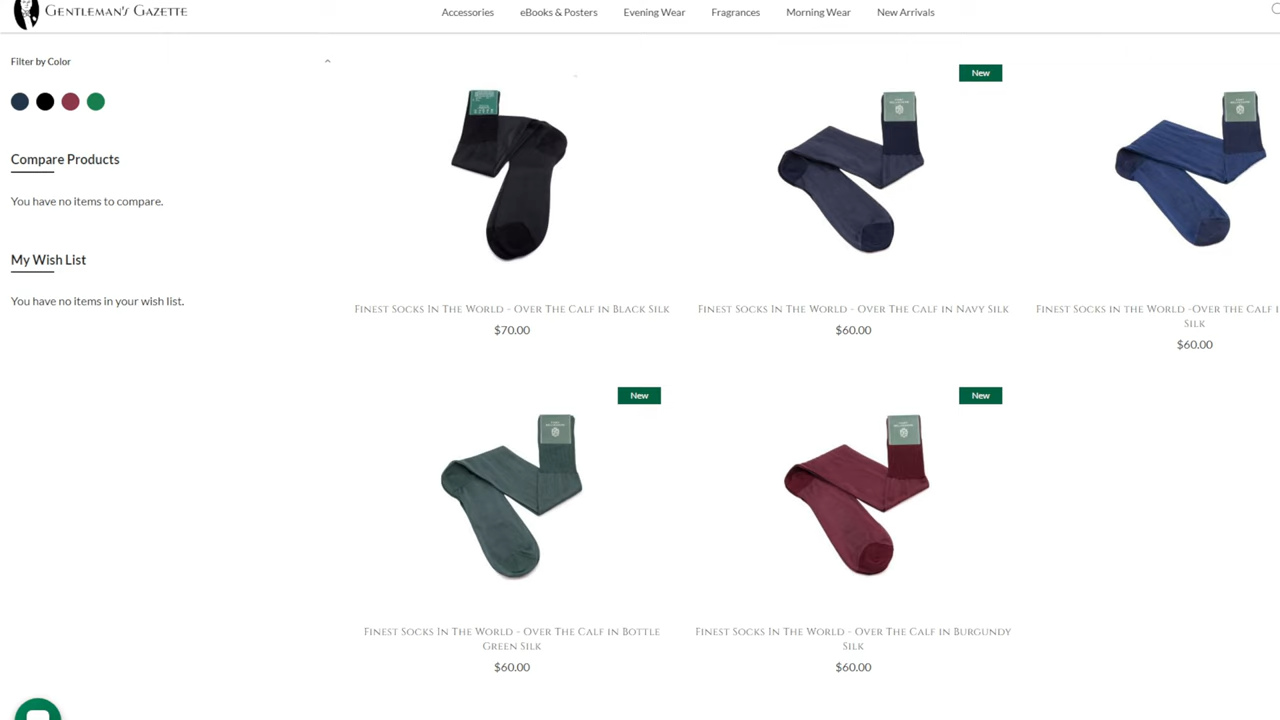 GENTLEMAN'S GAZETTE
Accessories
eBooks & Posters
Evening Wear
Fragrances
Morning Wear
New Arrivals
Filter by Color
Compare Products
You have no items to compare.
My Wish List
You have no items in your wish list.
FINEST SOCKS IN THE WORLD - OVER THE CALF IN BLACK SILK
$70.00
New
FINEST SOCKS IN THE WORLD - OVER THE CALF IN NAVY SILK
$60.00
FINEST SOCKS IN THE WORLD -OVER THE CALF I
SILK
$60.00
New
FINEST SOCKS IN THE WORLD - OVER THE CALF IN BOTTLE
GREEN SILK
$60.00
New
FINEST SOCKS IN THE WORLD - OVER THE CALF IN BURGUNDY
SILK
$60.00